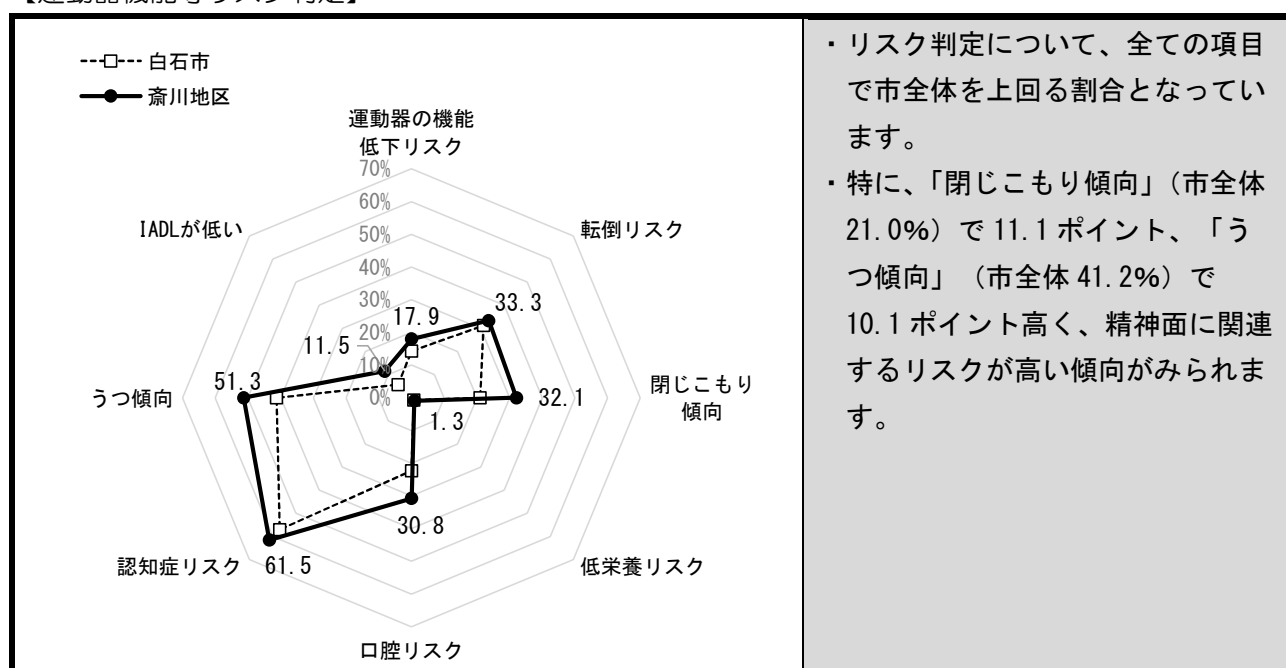 【運動器機能等リスク判定】
---□--- 白石市
―●― 斎川地区
運動器の機能
低下リスク
70%
60%
50%
40%
30%
20%
10%
0%
IADLが低い
転倒リスク
17.9
33.3
11.5
うつ傾向
51.3
32.1
閉じこもり
傾向
1.3
30.8
認知症リスク
61.5
低栄養リスク
口腔リスク
・リスク判定について、全ての項目
で市全体を上回る割合となってい
ます。
・特に、「閉じこもり傾向」（市全体
21.0%）で 11.1 ポイント、「う
つ傾向」（市全体 41.2%）で
10.1 ポイント高く、精神面に関連
するリスクが高い傾向がみられま
す。